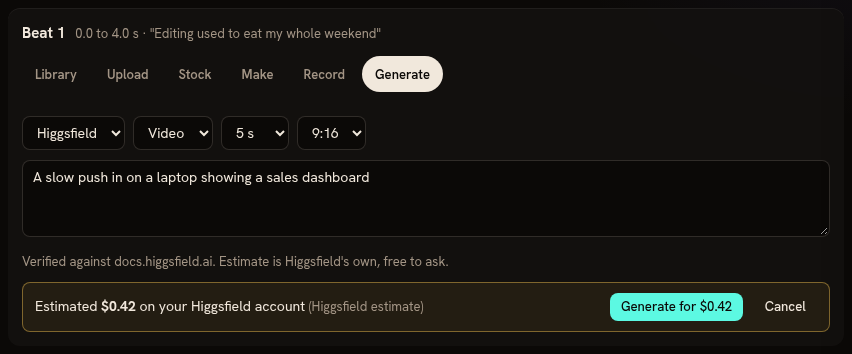 Beat 1 0.0 to 4.0 s · "Editing used to eat my whole weekend"
Library Upload Stock Make Record Generate
Higgsfield Video 5 s 9:16
A slow push in on a laptop showing a sales dashboard
Verified against docs.higgsfield.ai. Estimate is Higgsfield's own, free to ask.
Estimated $0.42 on your Higgsfield account (Higgsfield estimate) Generate for $0.42 Cancel